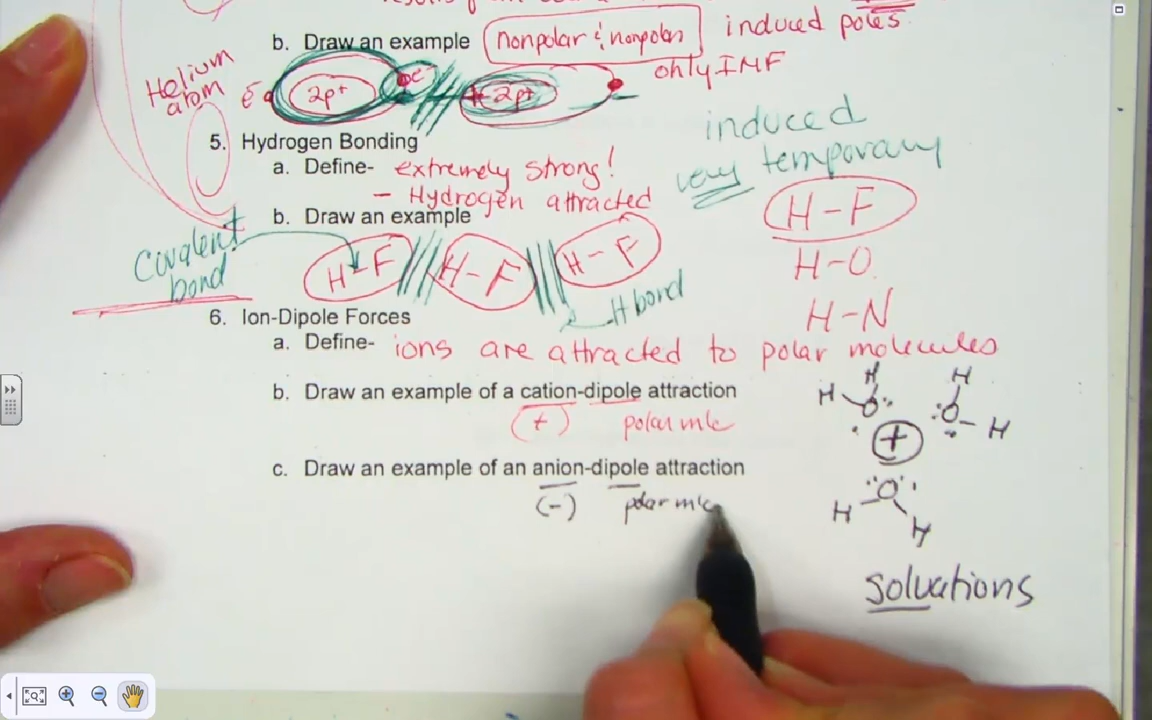 b. Draw an example nonpolar & nonpolar induced poles.
only IMF
Helium atom e⁻ 2p⁺ e⁻ + 2p⁺ -
induced
very temporary
5. Hydrogen Bonding
a. Define- extremely strong!
- Hydrogen attracted
b. Draw an example
H-F
H-O
H-N
Covalent bond
H-F H-F H-F
H bond
6. Ion-Dipole Forces
a. Define- ions are attracted to polar molecules
b. Draw an example of a cation-dipole attraction
(+) polar mlc
H H O O H H
+
O H H
c. Draw an example of an anion-dipole attraction
(-) polar mlc
solvations